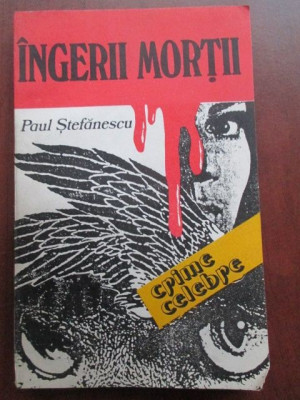 ÎNGERII MORȚII
Paul Ștefănescu
crime
celebre